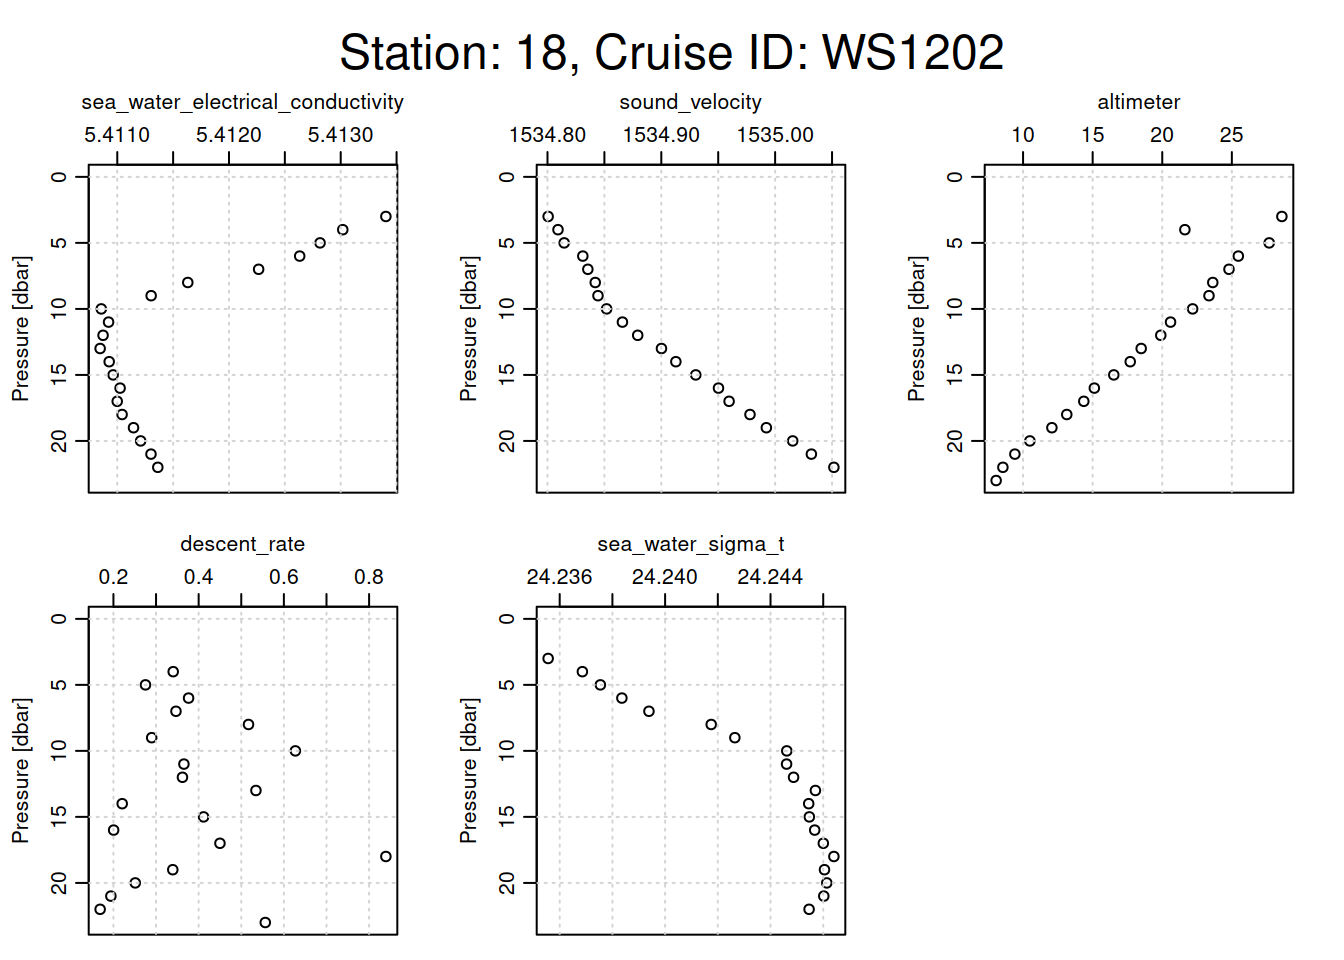 Station: 18, Cruise ID: WS1202
sea_water_electrical_conductivity
5.4110 5.4120 5.4130
Pressure [dbar]
0
5
10
15
20
sound_velocity
1534.80 1534.90 1535.00
Pressure [dbar]
0
5
10
15
20
altimeter
10 15 20 25
Pressure [dbar]
0
5
10
15
20
descent_rate
0.2 0.4 0.6 0.8
Pressure [dbar]
0
5
10
15
20
sea_water_sigma_t
24.236 24.240 24.244
Pressure [dbar]
0
5
10
15
20